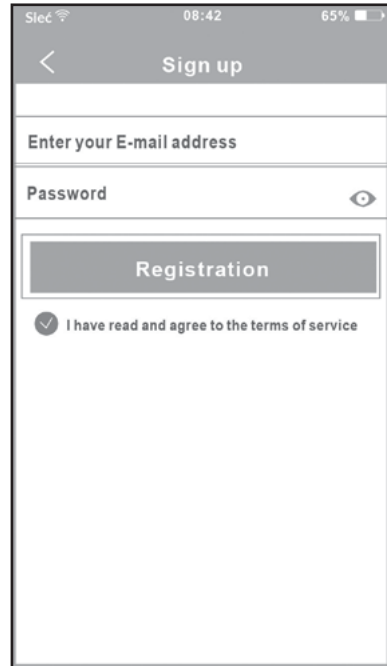 Sleć 08:42 65%
Sign up
Enter your E-mail address
Password
Registration
I have read and agree to the terms of service